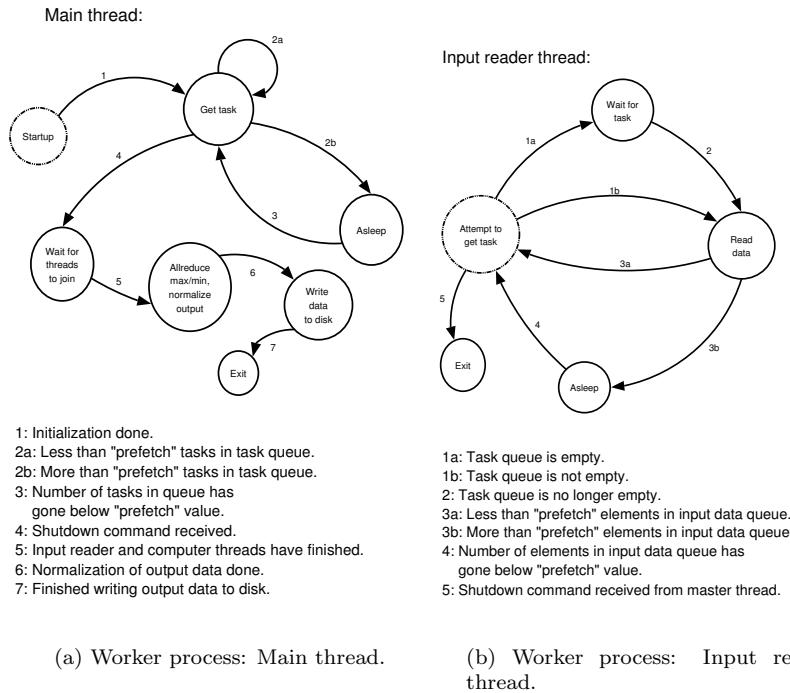 Main thread:
2a
1
Get task
Startup
2b
4
3
Asleep
Wait for
threads
to join
5
Allreduce
max/min,
normalize
output
6
Write
data
to disk
7
Exit
1: Initialization done.
2a: Less than "prefetch" tasks in task queue.
2b: More than "prefetch" tasks in task queue.
3: Number of tasks in queue has
gone below "prefetch" value.
4: Shutdown command received.
5: Input reader and computer threads have finished.
6: Normalization of output data done.
7: Finished writing output data to disk.
(a) Worker process: Main thread.
Input reader thread:
Wait for
task
1a
2
1b
Attempt to
get task
Read
data
3a
5
4
3b
Exit
Asleep
1a: Task queue is empty.
1b: Task queue is not empty.
2: Task queue is no longer empty.
3a: Less than "prefetch" elements in input data queue.
3b: More than "prefetch" elements in input data queue
4: Number of elements in input data queue has
gone below "prefetch" value.
5: Shutdown command received from master thread.
(b) Worker process: Input re
thread.